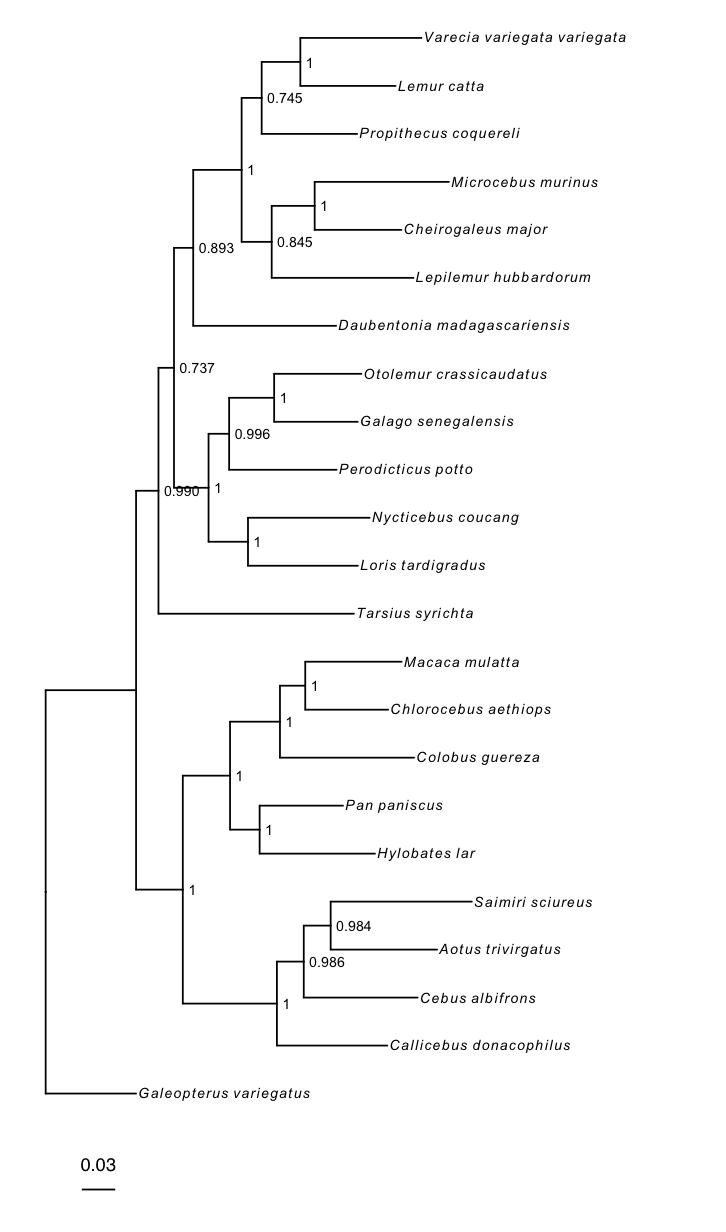 Varecia variegata variegata
1
Lemur catta
0.745
Propithecus coquereli
1
Microcebus murinus
1
Cheirogaleus major
0.845
0.893
Lepilemur hubbardorum
Daubentonia madagascariensis
0.737
Otolemur crassicaudatus
1
Galago senegalensis
0.996
Perodicticus potto
0.990
1
Nycticebus coucang
1
Loris tardigradus
Tarsius syrichta
Macaca mulatta
1
Chlorocebus aethiops
1
Colobus guereza
1
Pan paniscus
1
Hylobates lar
1
Saimiri sciureus
0.984
Aotus trivirgatus
0.986
Cebus albifrons
1
Callicebus donacophilus
Galeopterus variegatus
0.03